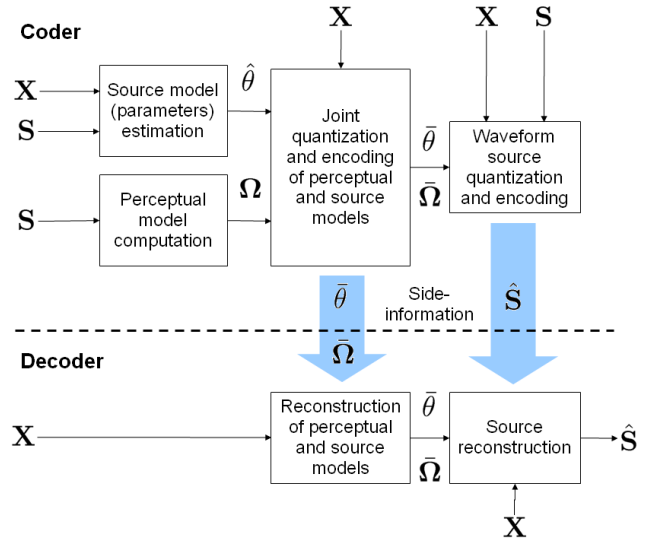 Coder
X
X
S
X
Source model
(parameters)
estimation
θ̂
S
Joint
quantization
and encoding
of perceptual
and source
models
θ̄
Ω̄
Waveform
source
quantization
and encoding
S
Perceptual
model
computation
Ω
θ̄
Side-
information
Ŝ
Decoder
Ω̄
X
Reconstruction
of perceptual
and source
models
θ̄
Ω̄
Source
reconstruction
Ŝ
X